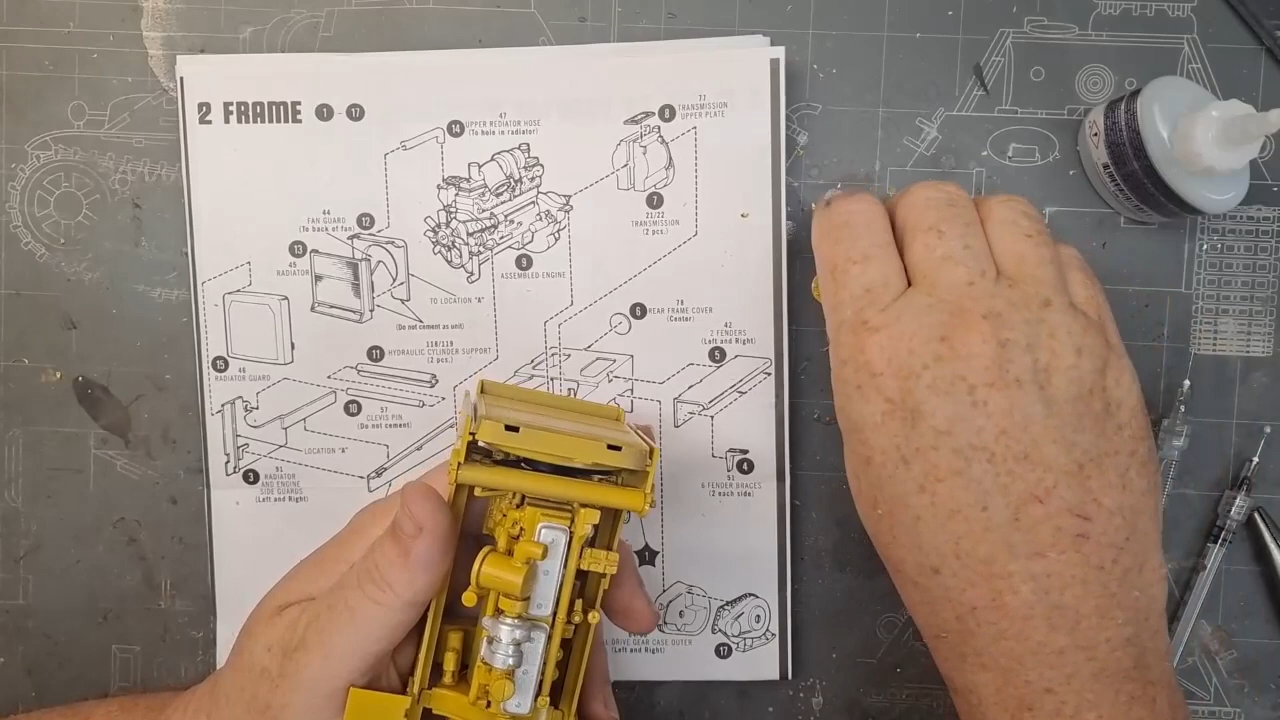 2 FRAME 1 - 17
77
TRANSMISSION
UPPER PLATE
8
47
UPPER REDIATOR HOSE
(To hole in radiator)
14
7
21/22
TRANSMISSION
(2 pcs.)
44
FAN GUARD
(To back of fan)
12
13
45
RADIATOR
9
ASSEMBLED ENGINE
TO LOCATION "A"
(Do not cement as unit)
6
78
REAR FRAME COVER
(Center)
42
2 FENDERS
(Left and Right)
5
118/119
11 HYDRAULIC CYLINDER SUPPORT
(2 pcs.)
15
46
RADIATOR GUARD
10
57
CLEVIS PIN
(Do not cement)
LOCATION "A"
4
6 FENDER BRACES
(2 each side)
3
91
RADIATOR
AND ENGINE
SIDE GUARDS
(Left and Right)
1
DRIVE GEAR CASE OUTER
(Left and Right)
17